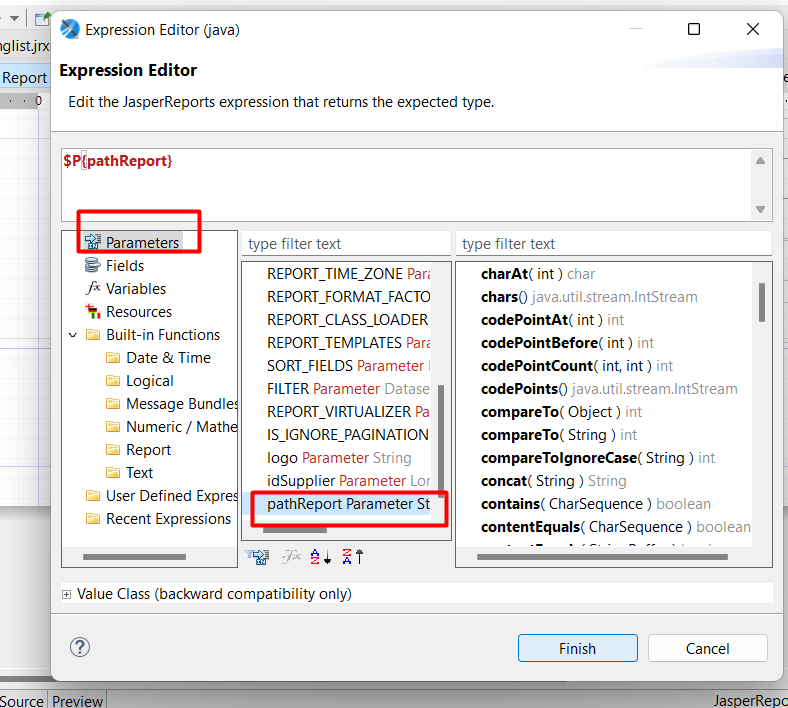 Expression Editor (java)
nglist.jrx
Expression Editor
Report
Edit the JasperReports expression that returns the expected type.
0
$P{pathReport}
Parameters
Fields
Variables
Resources
Built-in Functions
Date & Time
Logical
Message Bundles
Numeric / Mathe
Report
Text
User Defined Expres
Recent Expressions
type filter text
REPORT_TIME_ZONE Para
REPORT_FORMAT_FACTO
REPORT_CLASS_LOADER
REPORT_TEMPLATES Para
SORT_FIELDS Parameter
FILTER Parameter Datase
REPORT_VIRTUALIZER Pa
IS_IGNORE_PAGINATION
logo Parameter String
idSupplier Parameter Lor
pathReport Parameter St
type filter text
charAt( int ) char
chars() java.util.stream.IntStream
codePointAt( int ) int
codePointBefore( int ) int
codePointCount( int, int ) int
codePoints() java.util.stream.IntStream
compareTo( Object ) int
compareTo( String ) int
compareToIgnoreCase( String ) int
concat( String ) String
contains( CharSequence ) boolean
contentEquals( CharSequence ) boolean
Value Class (backward compatibility only)
Finish
Cancel
Source
Preview
JasperRepo